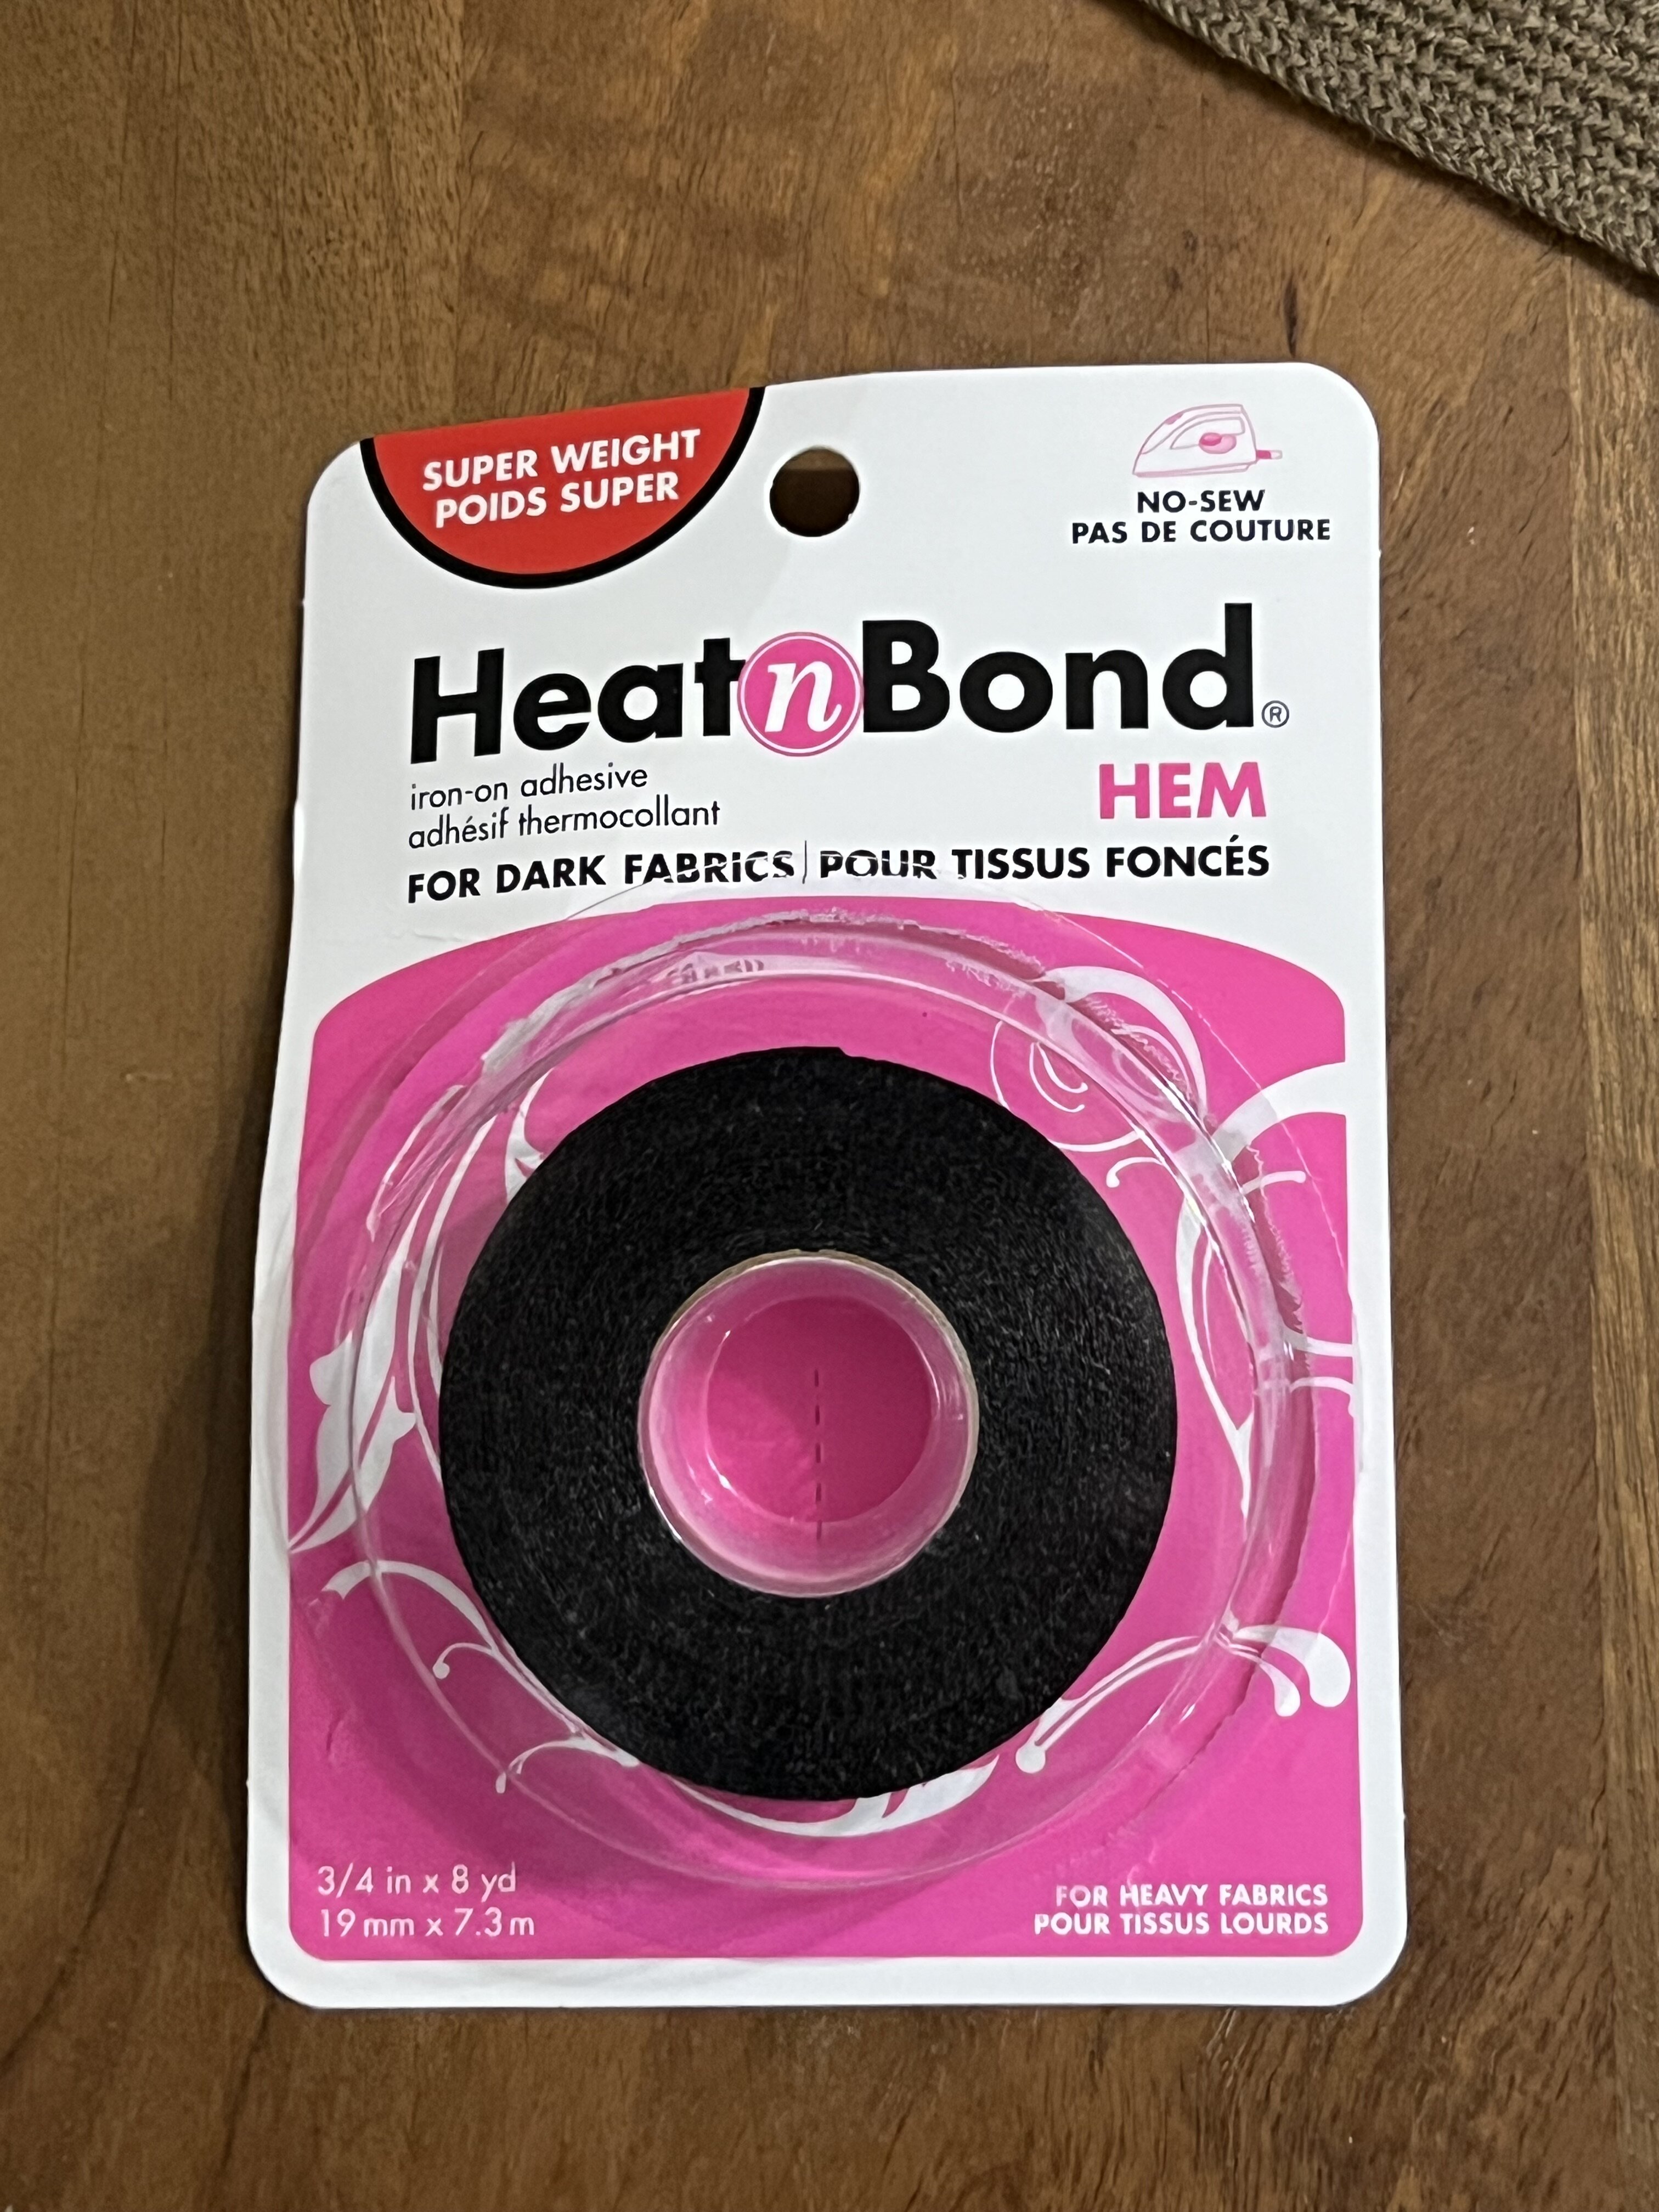 SUPER WEIGHT
POIDS SUPER
NO-SEW
PAS DE COUTURE
HeatnBond®
HEM
iron-on adhesive
adhésif thermocollant
FOR DARK FABRICS | POUR TISSUS FONCÉS
3/4 in x 8 yd
19 mm x 7.3 m
FOR HEAVY FABRICS
POUR TISSUS LOURDS